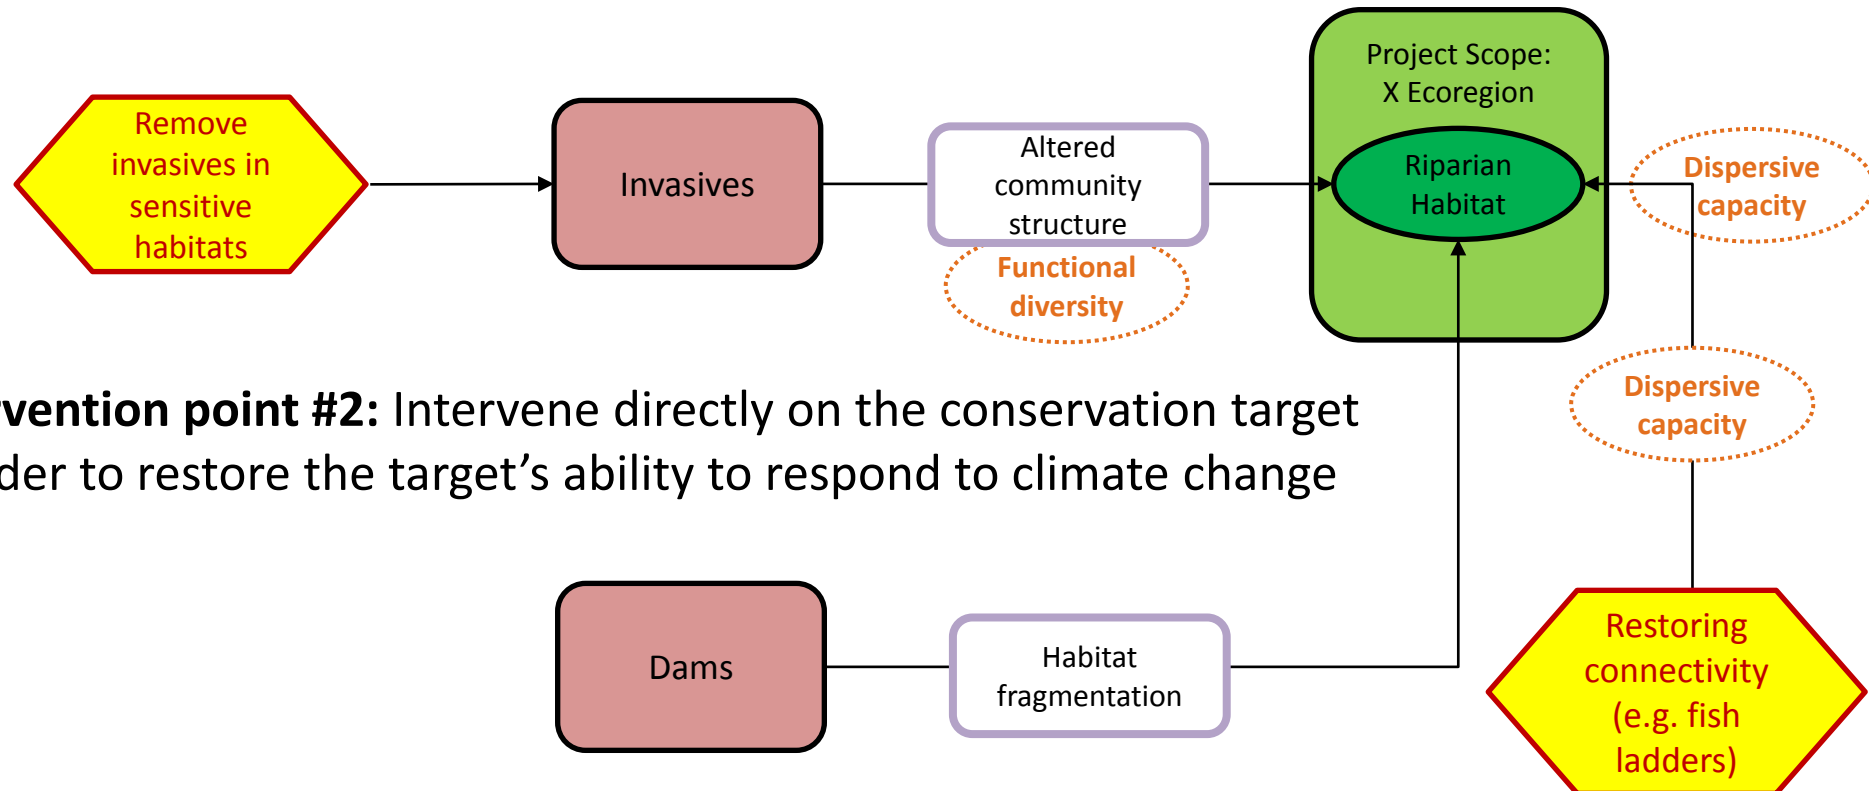 Project Scope:
X Ecoregion
Remove
invasives in
sensitive
habitats
Invasives
Altered
community
structure
Functional
diversity
Riparian
Habitat
Dispersive
capacity
Dispersive
capacity
rvention point #2: Intervene directly on the conservation target
der to restore the target’s ability to respond to climate change
Dams
Habitat
fragmentation
Restoring
connectivity
(e.g. fish
ladders)